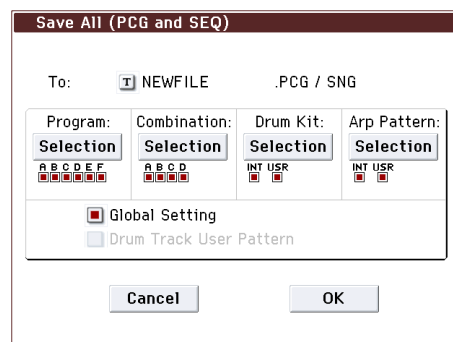 Save All (PCG and SEQ)
To: T NEWFILE .PCG / SNG
Program: Combination: Drum Kit: Arp Pattern:
Selection Selection Selection Selection
A B C D E F A B C D INT USR INT USR
Global Setting
Drum Track User Pattern
Cancel OK